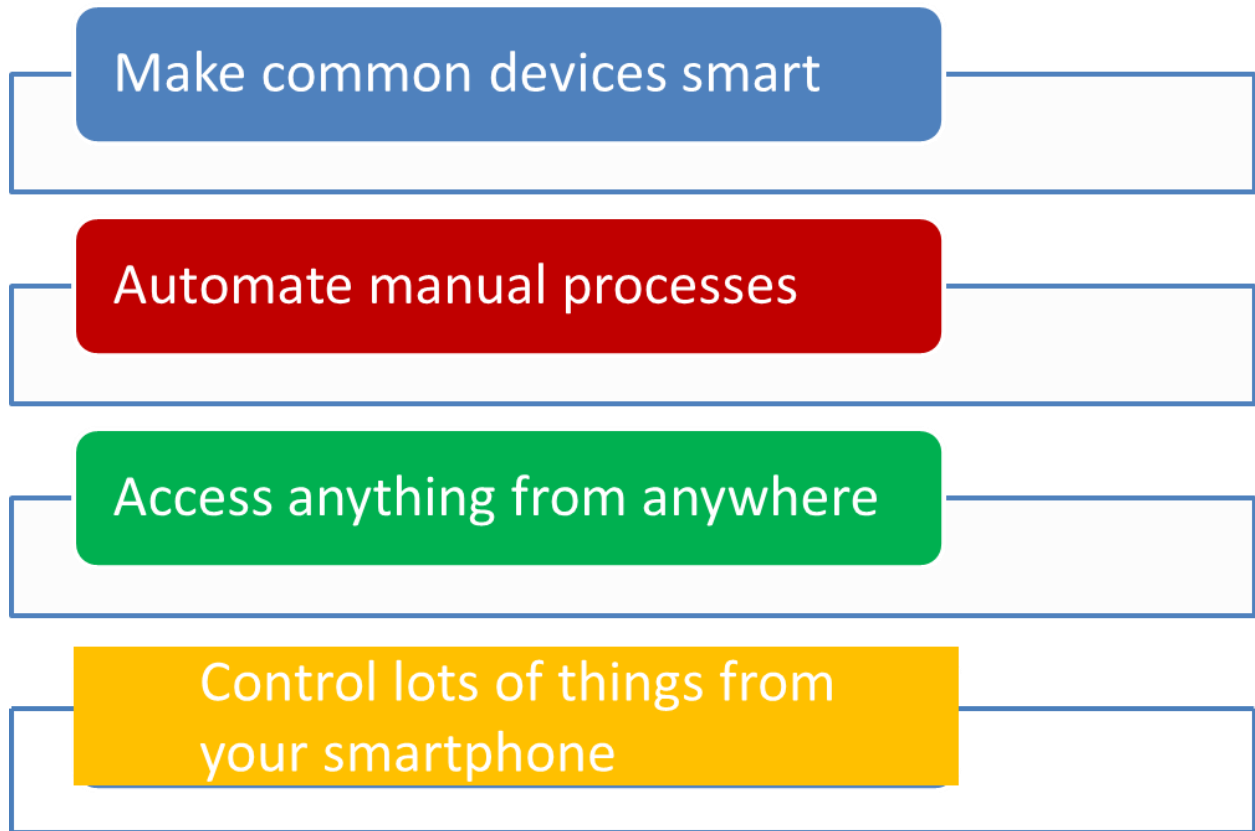 Make common devices smart
Automate manual processes
Access anything from anywhere
Control lots of things from
your smartphone